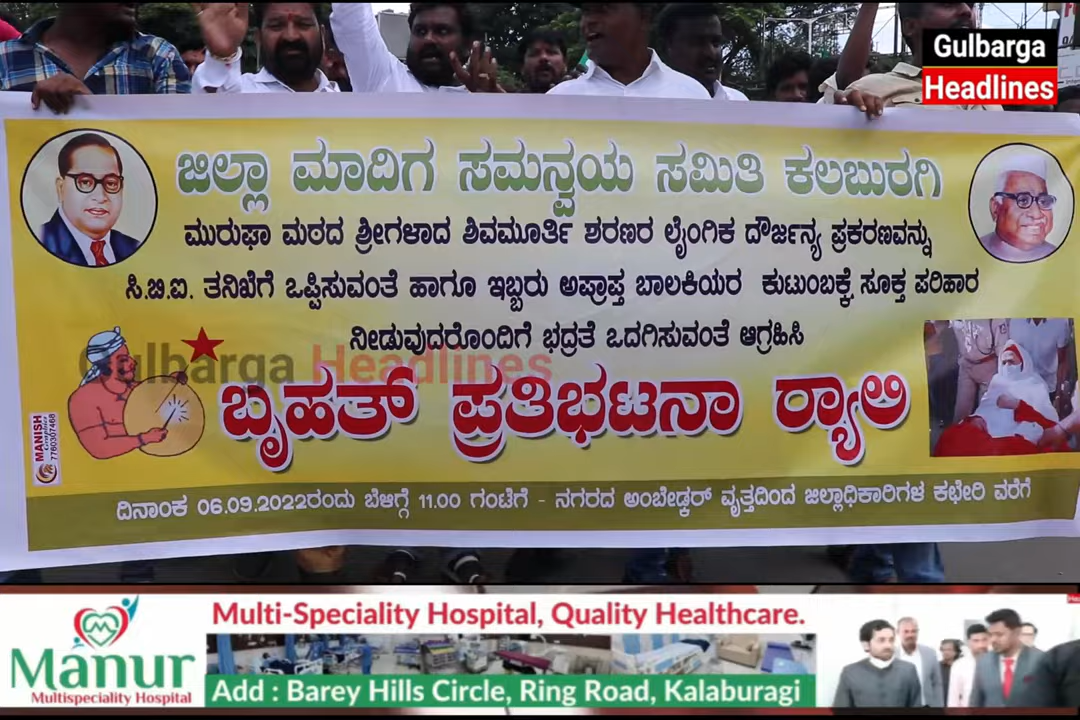 Gulbarga
Headlines
ಜಿಲ್ಲಾ ಮಾದಿಗ ಸಮನ್ವಯ ಸಮಿತಿ ಕಲಬುರಗಿ
ಮುರುಘಾ ಮಠದ ಶ್ರೀಗಳಾದ ಶಿವಮೂರ್ತಿ ಶರಣರ ಲೈಂಗಿಕ ದೌರ್ಜನ್ಯ ಪ್ರಕರಣವನ್ನು
ಸಿ.ಬಿ.ಐ. ತನಿಖೆಗೆ ಒಪ್ಪಿಸುವಂತೆ ಹಾಗೂ ಇಬ್ಬರು ಅಪ್ರಾಪ್ತ ಬಾಲಕಿಯರ ಕುಟುಂಬಕ್ಕೆ ಸೂಕ್ತ ಪರಿಹಾರ
ನೀಡುವುದರೊಂದಿಗೆ ಭದ್ರತೆ ಒದಗಿಸುವಂತೆ ಆಗ್ರಹಿಸಿ
Gulbarga Headlines
ಬೃಹತ್ ಪ್ರತಿಭಟನಾ ರ‍್ಯಾಲಿ
MANISH
Graphics
7760307468
ದಿನಾಂಕ 06.09.2022ರಂದು ಬೆಳಿಗ್ಗೆ 11.00 ಗಂಟೆಗೆ - ನಗರದ ಅಂಬೇಡ್ಕರ್ ವೃತ್ತದಿಂದ ಜಿಲ್ಲಾಧಿಕಾರಿಗಳ ಕಛೇರಿ ವರೆಗೆ
Manur
Multispeciality Hospital
Multi-Speciality Hospital, Quality Healthcare.
Add : Barey Hills Circle, Ring Road, Kalaburagi